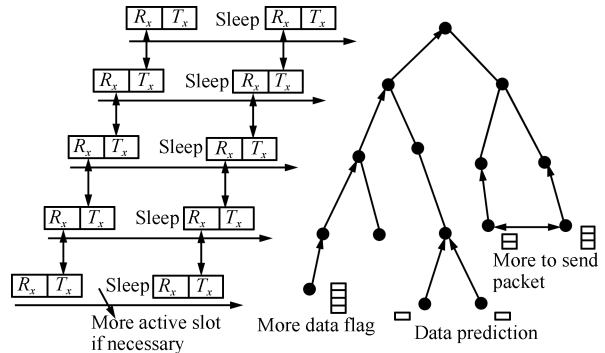 Rx Tx Sleep Rx Tx
Rx Tx Sleep Rx Tx
Rx Tx Sleep Rx Tx
Rx Tx Sleep Rx Tx
Rx Tx Sleep Rx Tx
More active slot
if necessary
More data flag
Data prediction
More to send
packet